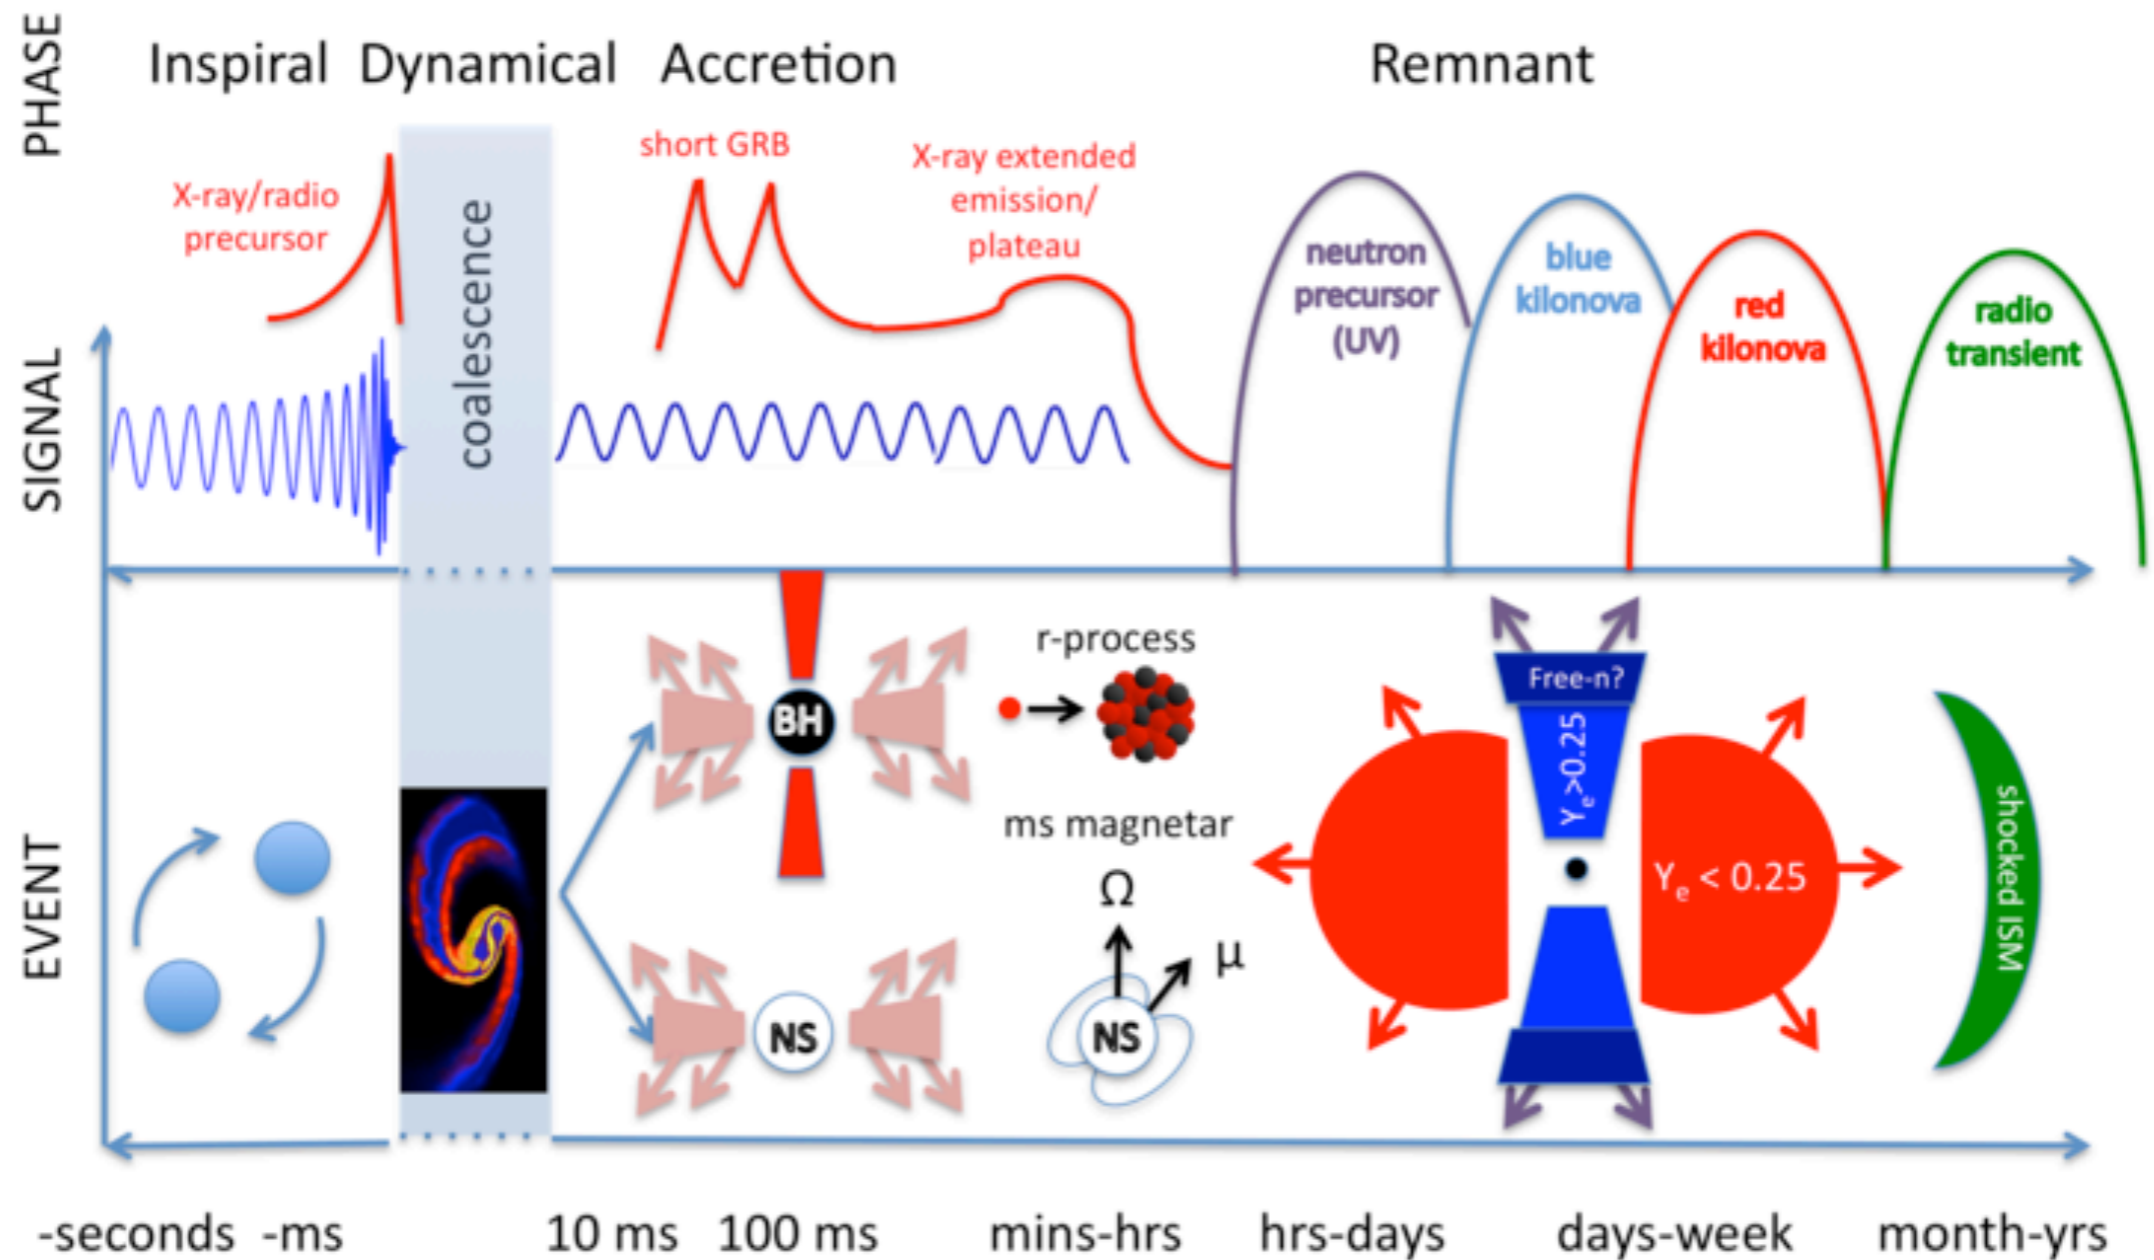 PHASE
Inspiral Dynamical Accretion Remnant
X-ray/radio
precursor
coalescence
short GRB
X-ray extended
emission/
plateau
neutron
precursor
(UV)
blue
kilonova
red
kilonova
radio
transient
SIGNAL
EVENT
BH
r-process
NS
ms magnetar
Ω
μ
NS
Free-n?
Yₑ>0.25
Yₑ < 0.25
shocked ISM
-seconds -ms 10 ms 100 ms mins-hrs hrs-days days-week month-yrs